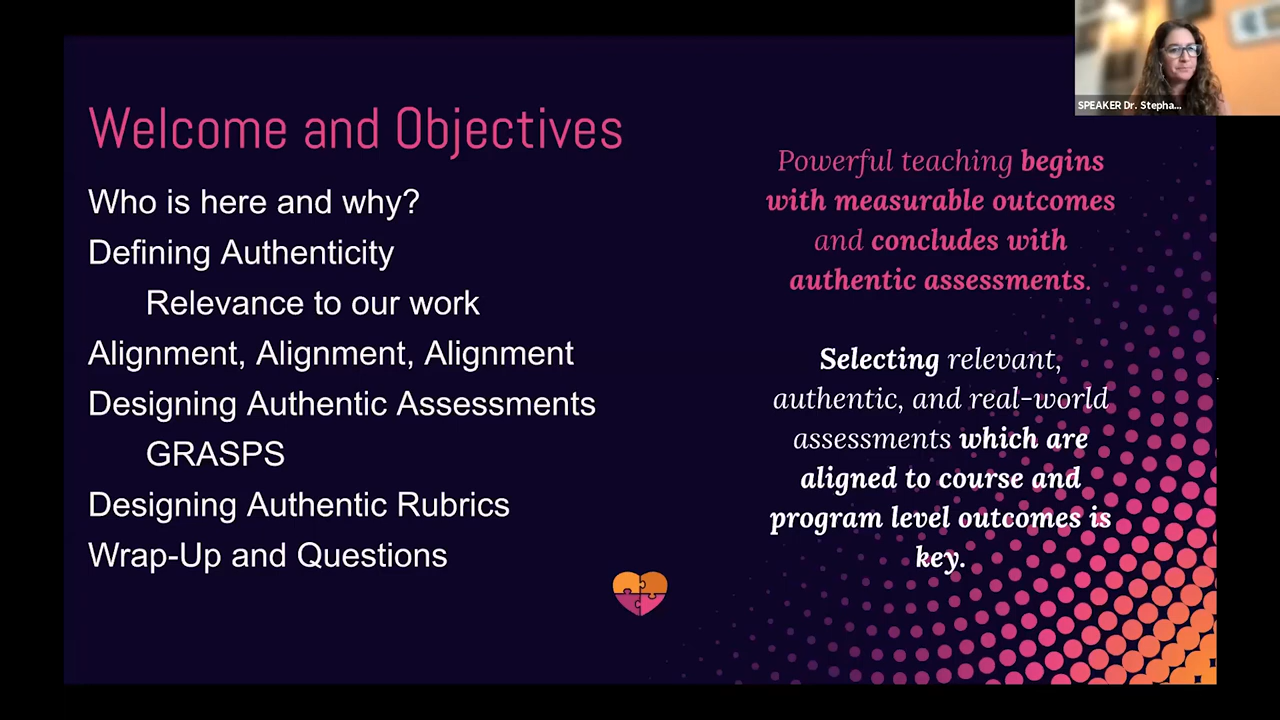 Welcome and Objectives
Who is here and why?
Defining Authenticity
Relevance to our work
Alignment, Alignment, Alignment
Designing Authentic Assessments
GRASPS
Designing Authentic Rubrics
Wrap-Up and Questions
Powerful teaching begins
with measurable outcomes
and concludes with
authentic assessments.
Selecting relevant,
authentic, and real-world
assessments which are
aligned to course and
program level outcomes is
key.
SPEAKER Dr. Stepha...